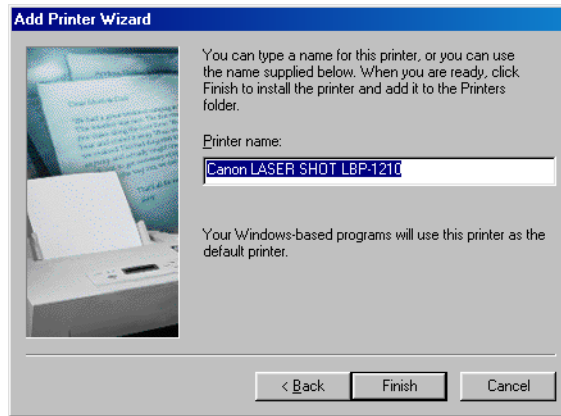 Add Printer Wizard
You can type a name for this printer, or you can use
the name supplied below. When you are ready, click
Finish to install the printer and add it to the Printers
folder.
Printer name:
Canon LASER SHOT LBP-1210
Your Windows-based programs will use this printer as the
default printer.
< Back
Finish
Cancel